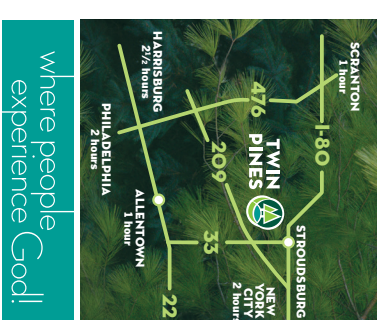 SCRANTON
1 hour
I-80
476
HARRISBURG
2½ hours
TWIN
PINES
209
STROUDSBURG
PHILADELPHIA
2 hours
33
NEW
YORK
CITY
2 hours
ALLENTOWN
1 hour
22
where people
experience God!